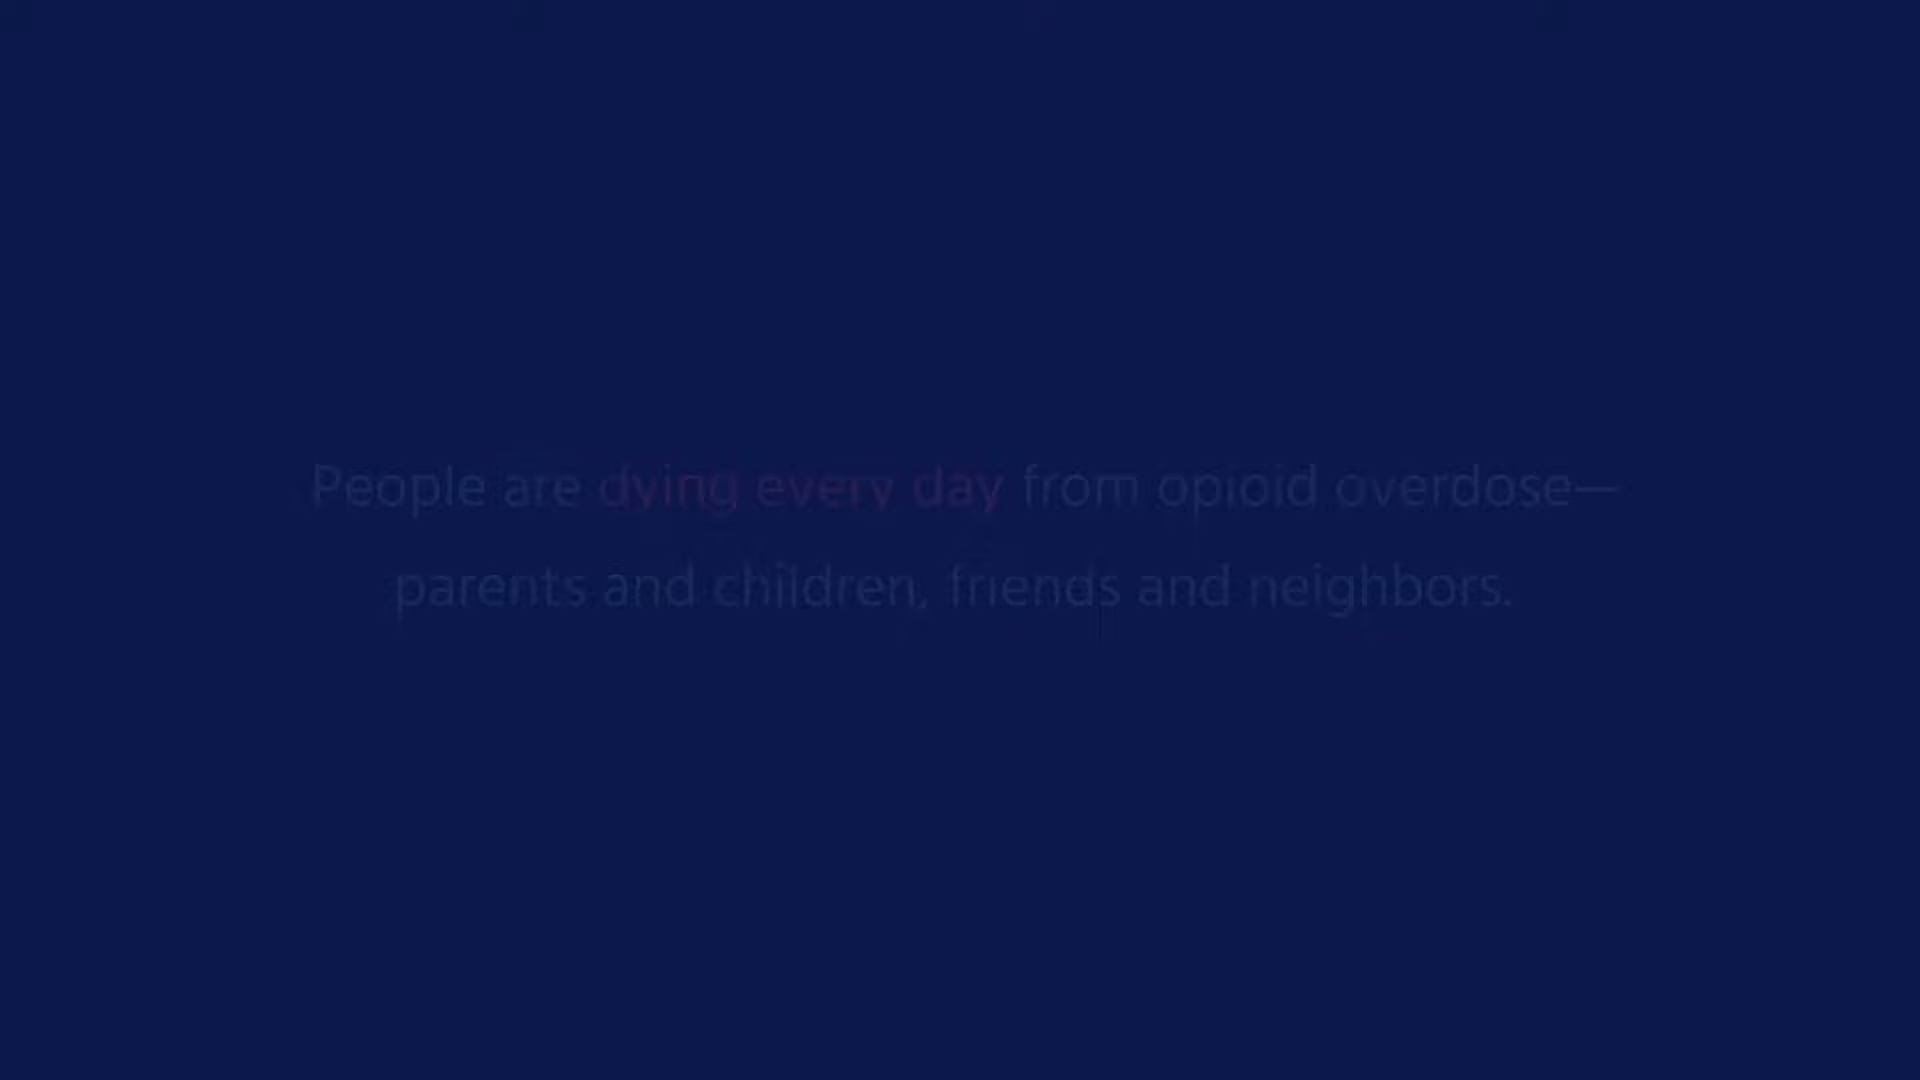 People are dying every day from opioid overdose—
parents and children, friends and neighbors.